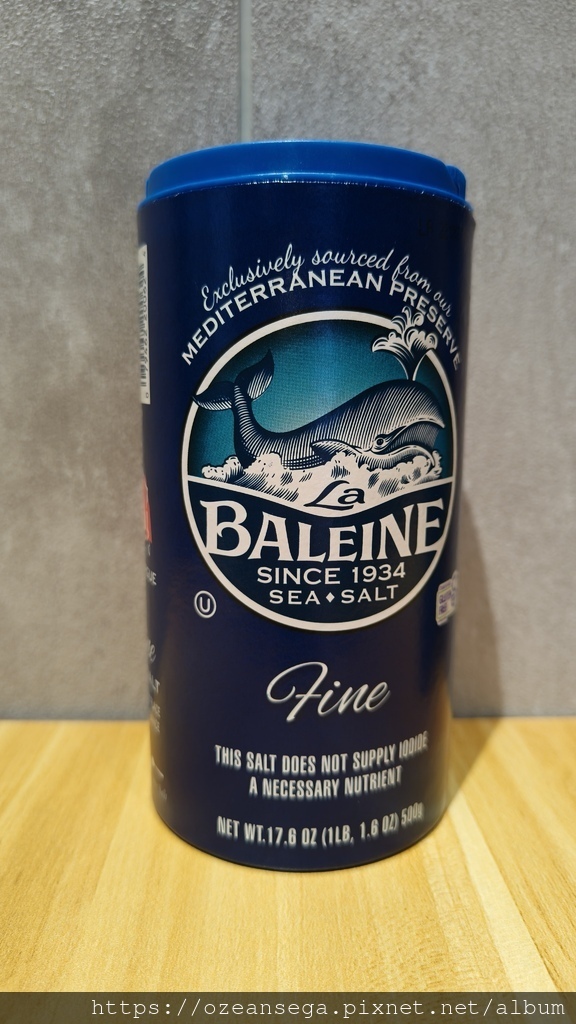 Exclusively sourced from our
MEDITERRANEAN PRESERVE
La
BALEINE
SINCE 1934
SEA♦SALT
U
Fine
THIS SALT DOES NOT SUPPLY IODIDE
A NECESSARY NUTRIENT
NET WT.17.6 OZ (1LB, 1.6 OZ) 500g
https://ozeansega.pixnet.net/album